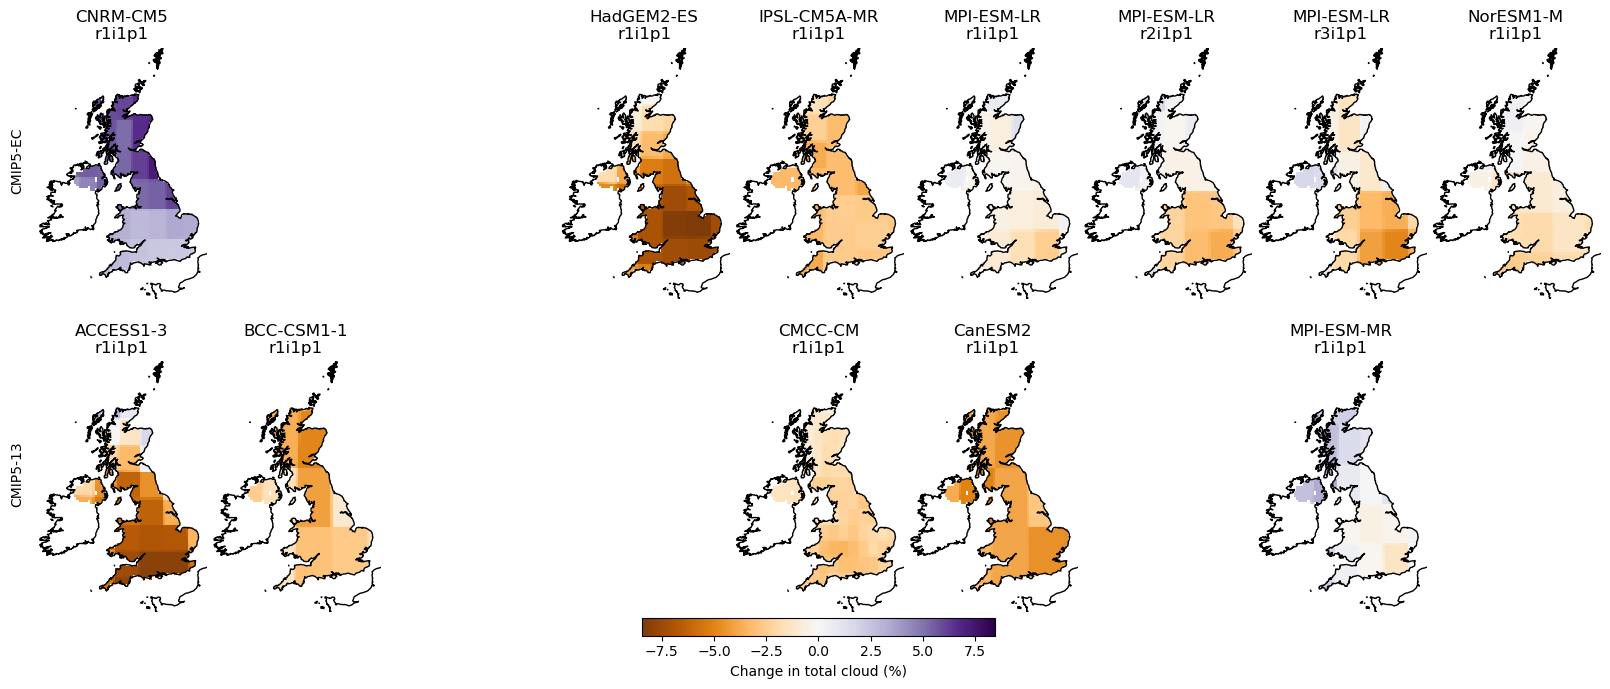 CNRM-CM5
r1i1p1
HadGEM2-ES
r1i1p1
IPSL-CM5A-MR
r1i1p1
MPI-ESM-LR
r1i1p1
MPI-ESM-LR
r2i1p1
MPI-ESM-LR
r3i1p1
NorESM1-M
r1i1p1
CMIP5-EC
ACCESS1-3
r1i1p1
BCC-CSM1-1
r1i1p1
CMCC-CM
r1i1p1
CanESM2
r1i1p1
MPI-ESM-MR
r1i1p1
CMIP5-13
−7.5 −5.0 −2.5 0.0 2.5 5.0 7.5
Change in total cloud (%)